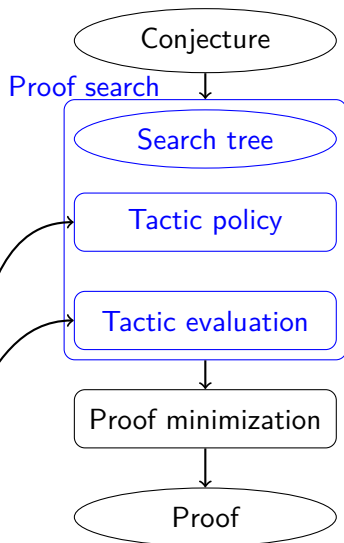 Conjecture
Proof search
Search tree
Tactic policy
Tactic evaluation
Proof minimization
Proof